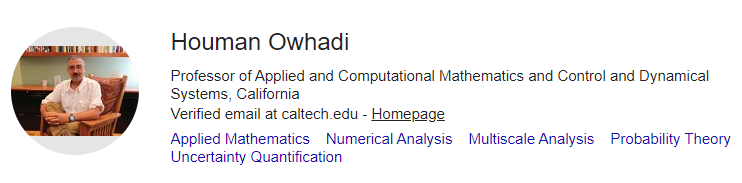 Houman Owhadi
Professor of Applied and Computational Mathematics and Control and Dynamical
Systems, California
Verified email at caltech.edu - Homepage
Applied Mathematics Numerical Analysis Multiscale Analysis Probability Theory
Uncertainty Quantification